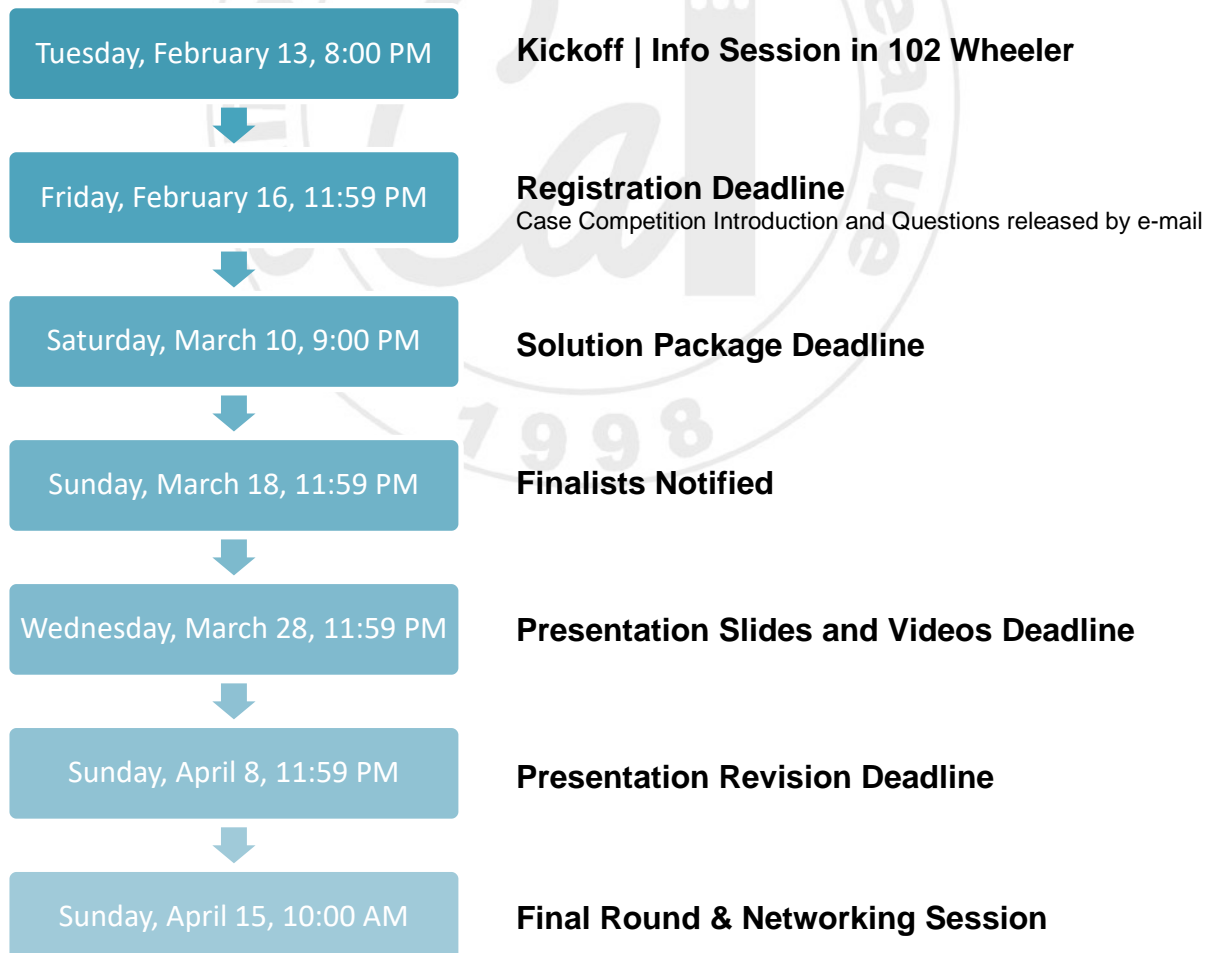 Tuesday, February 13, 8:00 PM
Kickoff | Info Session in 102 Wheeler
Friday, February 16, 11:59 PM
Registration Deadline
Case Competition Introduction and Questions released by e-mail
Saturday, March 10, 9:00 PM
Solution Package Deadline
Sunday, March 18, 11:59 PM
Finalists Notified
Wednesday, March 28, 11:59 PM
Presentation Slides and Videos Deadline
Sunday, April 8, 11:59 PM
Presentation Revision Deadline
Sunday, April 15, 10:00 AM
Final Round & Networking Session
Cal
1998